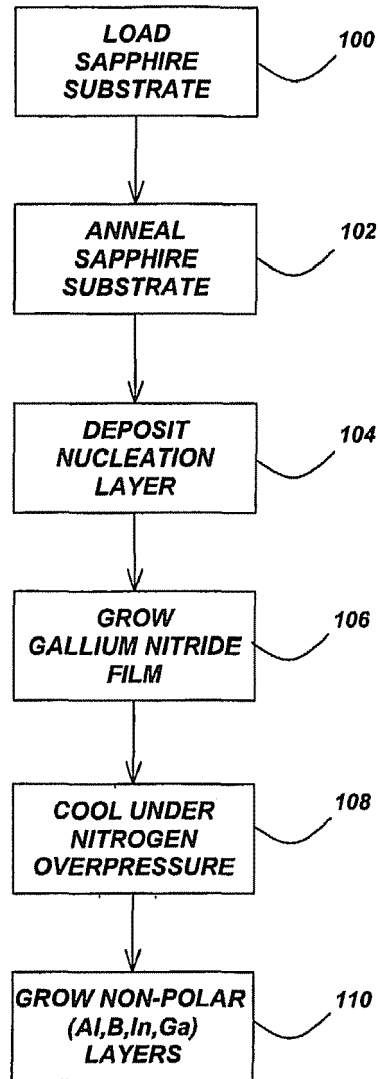 LOAD
SAPPHIRE
SUBSTRATE
100
ANNEAL
SAPPHIRE
SUBSTRATE
102
DEPOSIT
NUCLEATION
LAYER
104
GROW
GALLIUM NITRIDE
FILM
106
COOL UNDER
NITROGEN
OVERPRESSURE
108
GROW NON-POLAR
(Al,B,In,Ga)
LAYERS
110